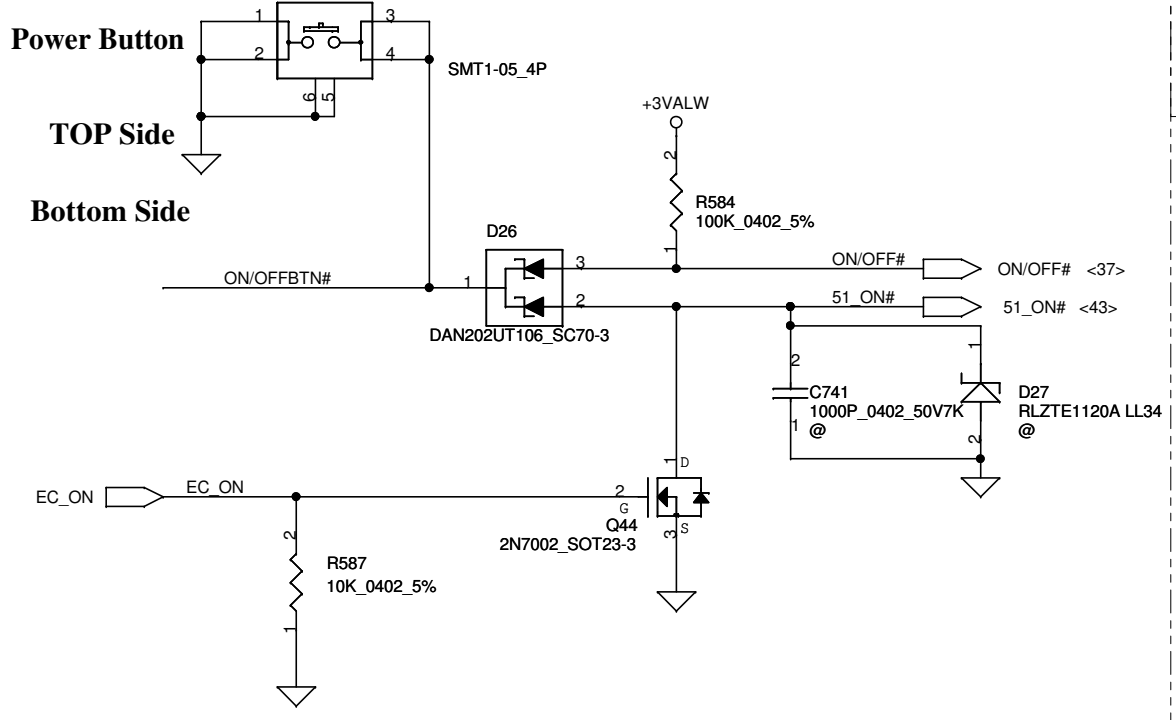 Power Button
1
2
3
4
6
5
SMT1-05_4P
TOP Side
Bottom Side
+3VALW
2
R584
100K_0402_5%
1
D26
ON/OFFBTN#
1
3
2
DAN202UT106_SC70-3
ON/OFF#
ON/OFF# <37>
51_ON#
51_ON# <43>
2
C741
1000P_0402_50V7K
1
@
1
D27
RLZTE1120A LL34
2
@
EC_ON
EC_ON
2
G
1
D
Q44
3
S
2N7002_SOT23-3
2
R587
10K_0402_5%
1